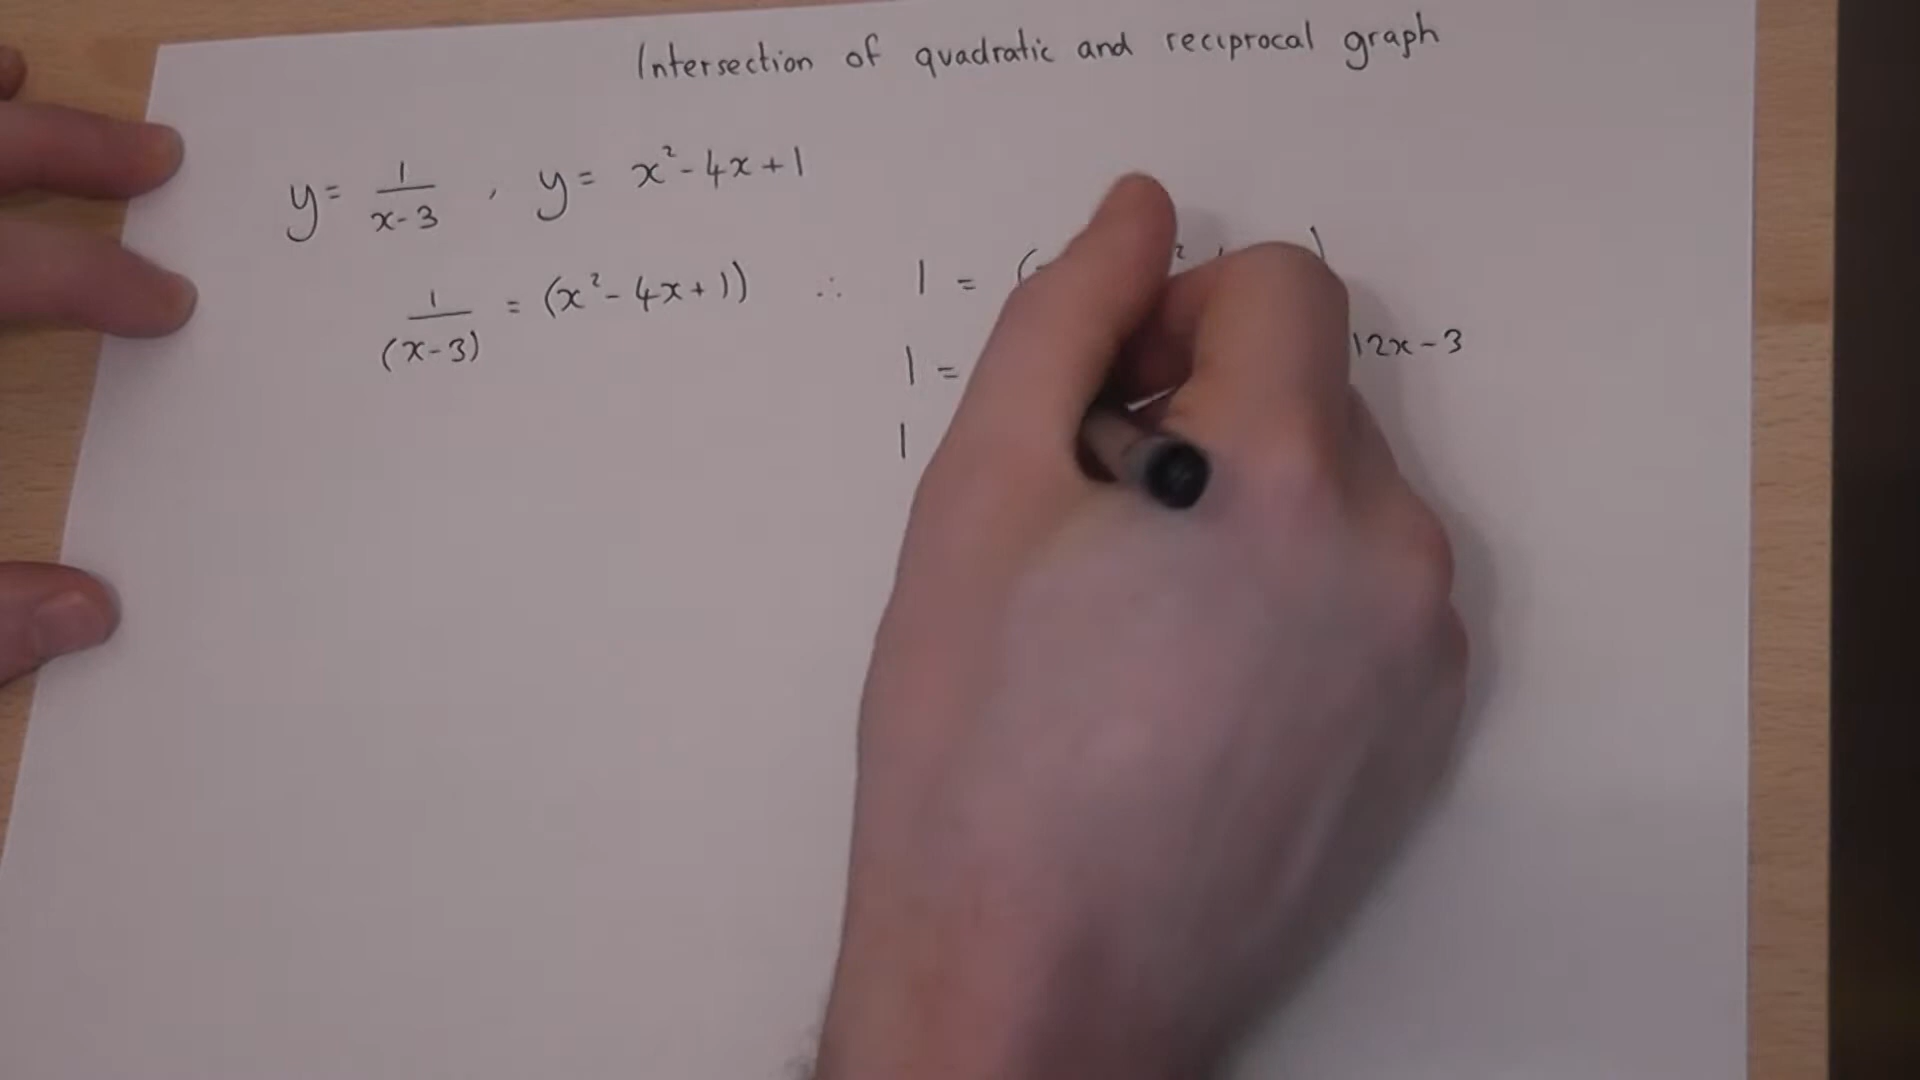 Intersection of quadratic and reciprocal graph
y = 1/(x-3) , y = x² - 4x + 1
1/(x-3) = (x² - 4x + 1) ∴ 1 = (
1 = 12x - 3
1